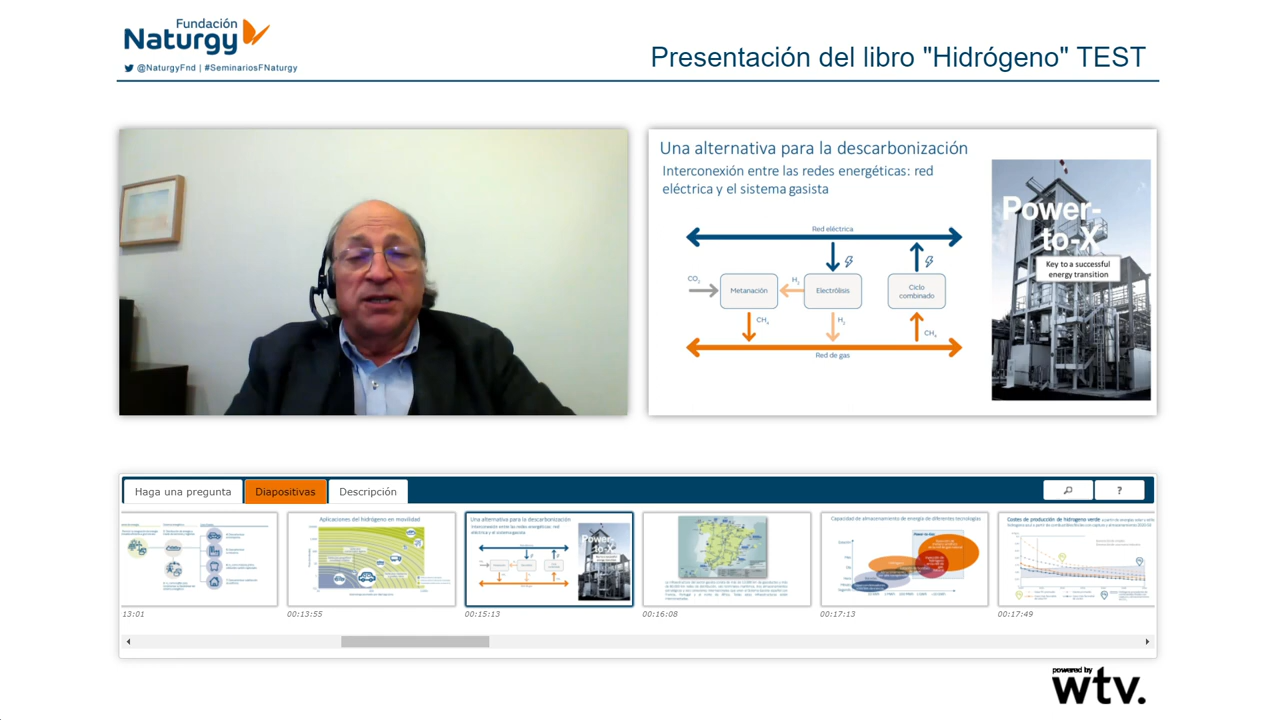 Fundación
Naturgy
@NaturgyFnd | #SeminariosFNaturgy
Presentación del libro "Hidrógeno" TEST
Una alternativa para la descarbonización
Interconexión entre las redes energéticas: red
eléctrica y el sistema gasista
Red eléctrica
CO2
Metanación
H2
Electrólisis
Ciclo
combinado
CH4
H2
CH4
Red de gas
Power-
to-X
Key to a successful
energy transition
Haga una pregunta
Diapositivas
Descripción
?
Aplicaciones del hidrógeno en movilidad
Una alternativa para la descarbonización
Interconexión entre las redes energéticas: red
eléctrica y el sistema gasista
Power-
to-X
Capacidad de almacenamiento de energía de diferentes tecnologías
Costes de producción de hidrógeno verde
13:01
00:13:55
00:15:13
00:16:08
00:17:13
00:17:49
powered by
wtv.